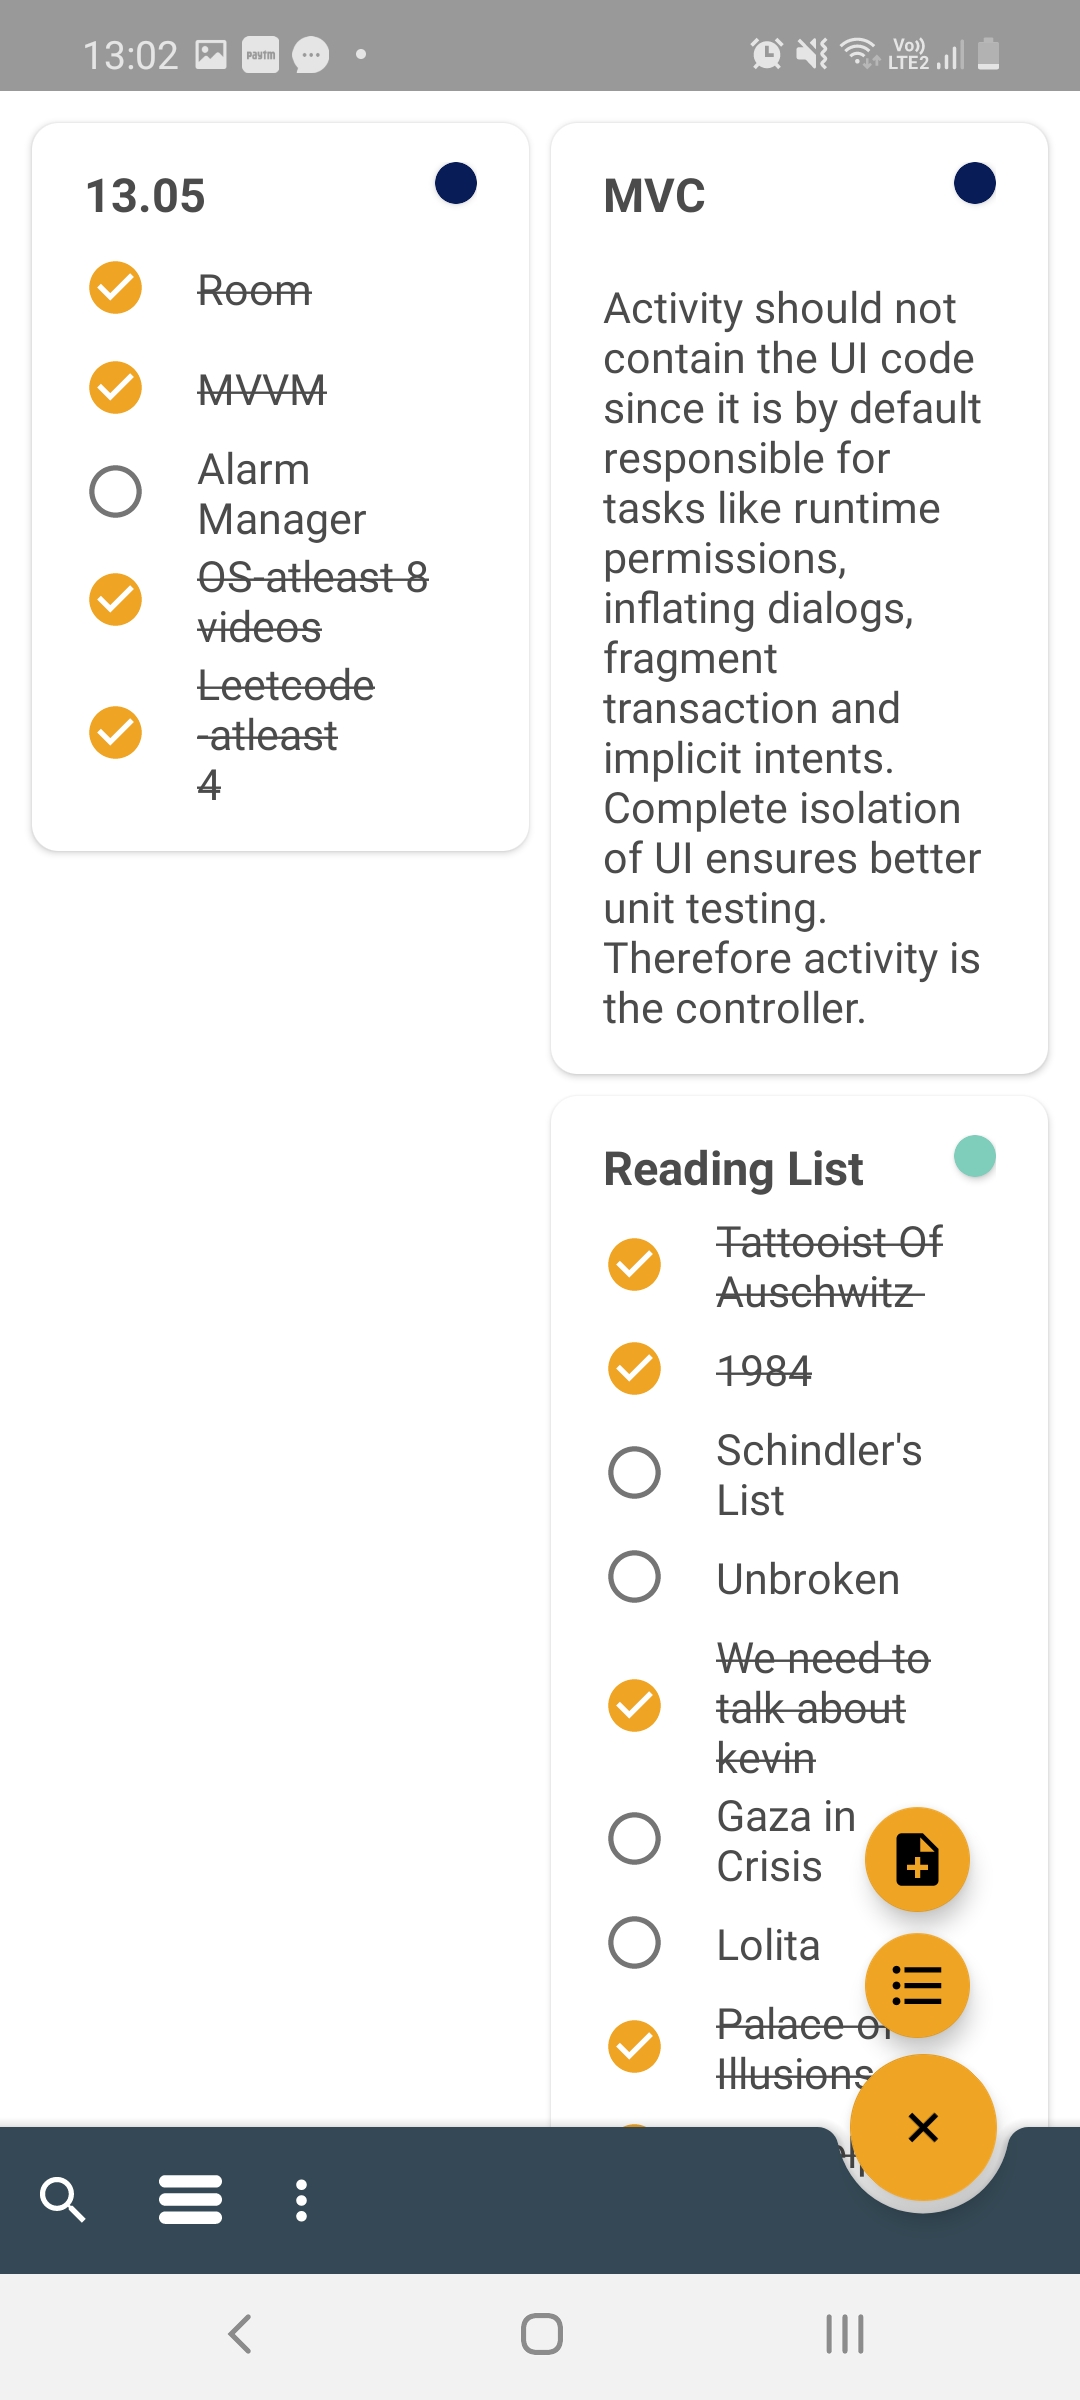 13:02
paytm
Vo))
LTE2
13.05
Room
MVVM
Alarm
Manager
OS-atleast 8
videos
Leetcode
-atleast
4
MVC
Activity should not
contain the UI code
since it is by default
responsible for
tasks like runtime
permissions,
inflating dialogs,
fragment
transaction and
implicit intents.
Complete isolation
of UI ensures better
unit testing.
Therefore activity is
the controller.
Reading List
Tattooist Of
Auschwitz
1984
Schindler's
List
Unbroken
We need to
talk about
kevin
Gaza in
Crisis
Lolita
Palace of
Illusions